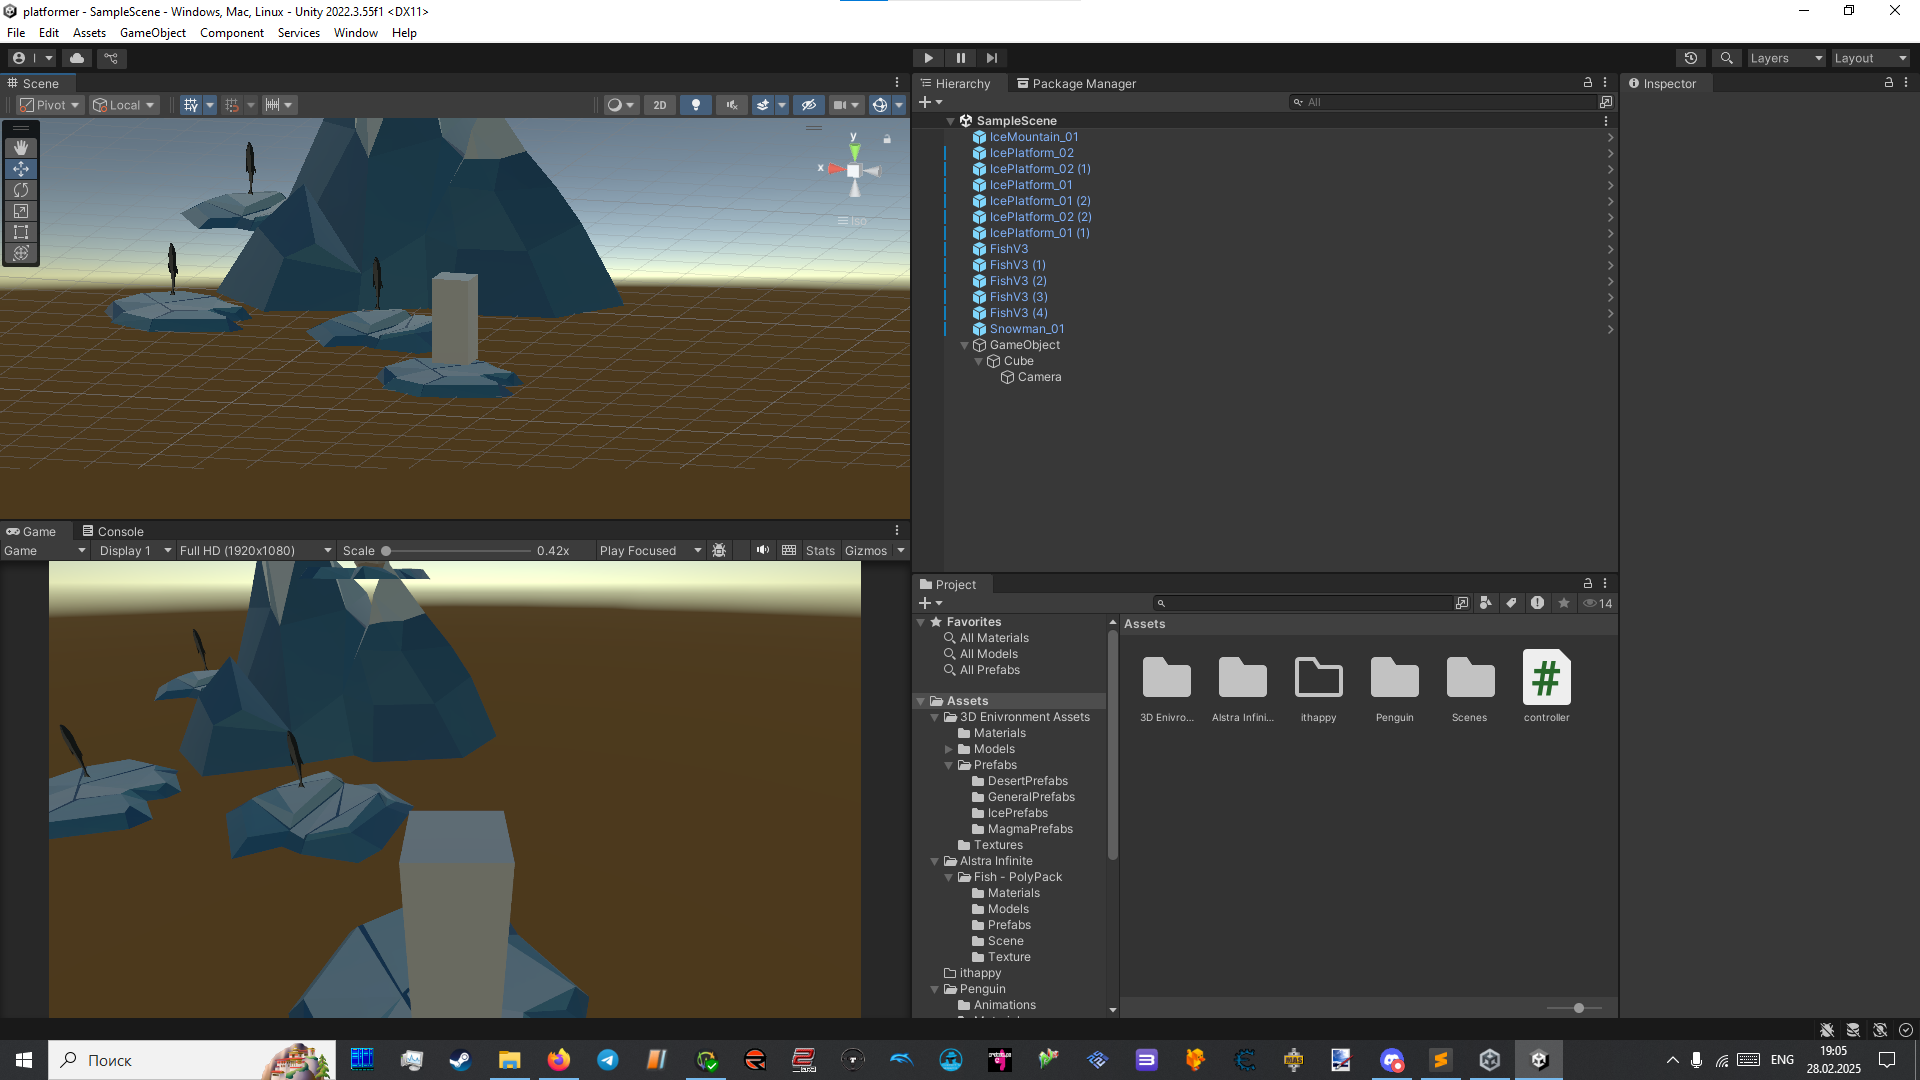 platformer - SampleScene - Windows, Mac, Linux - Unity 2022.3.55f1 <DX11>
File Edit Assets GameObject Component Services Window Help
I
Layers Layout
Scene
Pivot Local 2D
y
x
Iso
Hierarchy Package Manager
All
SampleScene
IceMountain_01
IcePlatform_02
IcePlatform_02 (1)
IcePlatform_01
IcePlatform_01 (2)
IcePlatform_02 (2)
IcePlatform_01 (1)
FishV3
FishV3 (1)
FishV3 (2)
FishV3 (3)
FishV3 (4)
Snowman_01
GameObject
Cube
Camera
Inspector
Game Console
Game Display 1 Full HD (1920x1080) Scale 0.42x Play Focused Stats Gizmos
Project
14
Favorites
All Materials
All Models
All Prefabs
Assets
3D Enivronment Assets
Materials
Models
Prefabs
DesertPrefabs
GeneralPrefabs
IcePrefabs
MagmaPrefabs
Textures
Alstra Infinite
Fish - PolyPack
Materials
Models
Prefabs
Scene
Texture
ithappy
Penguin
Animations
Assets
3D Enivro... Alstra Infini... ithappy Penguin Scenes controller
Поиск
ENG
19:05
28.02.2025